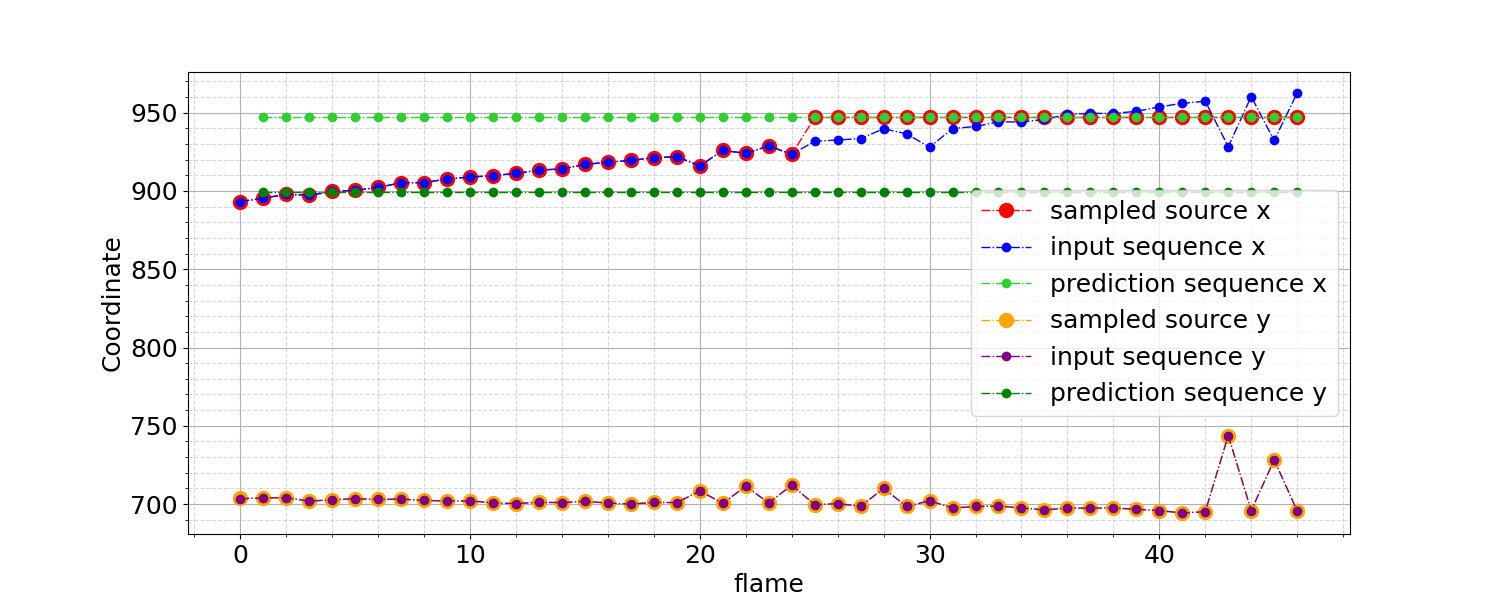 950
900
850
800
750
700
Coordinate
sampled source x
input sequence x
prediction sequence x
sampled source y
input sequence y
prediction sequence y
0 10 20 30 40
flame